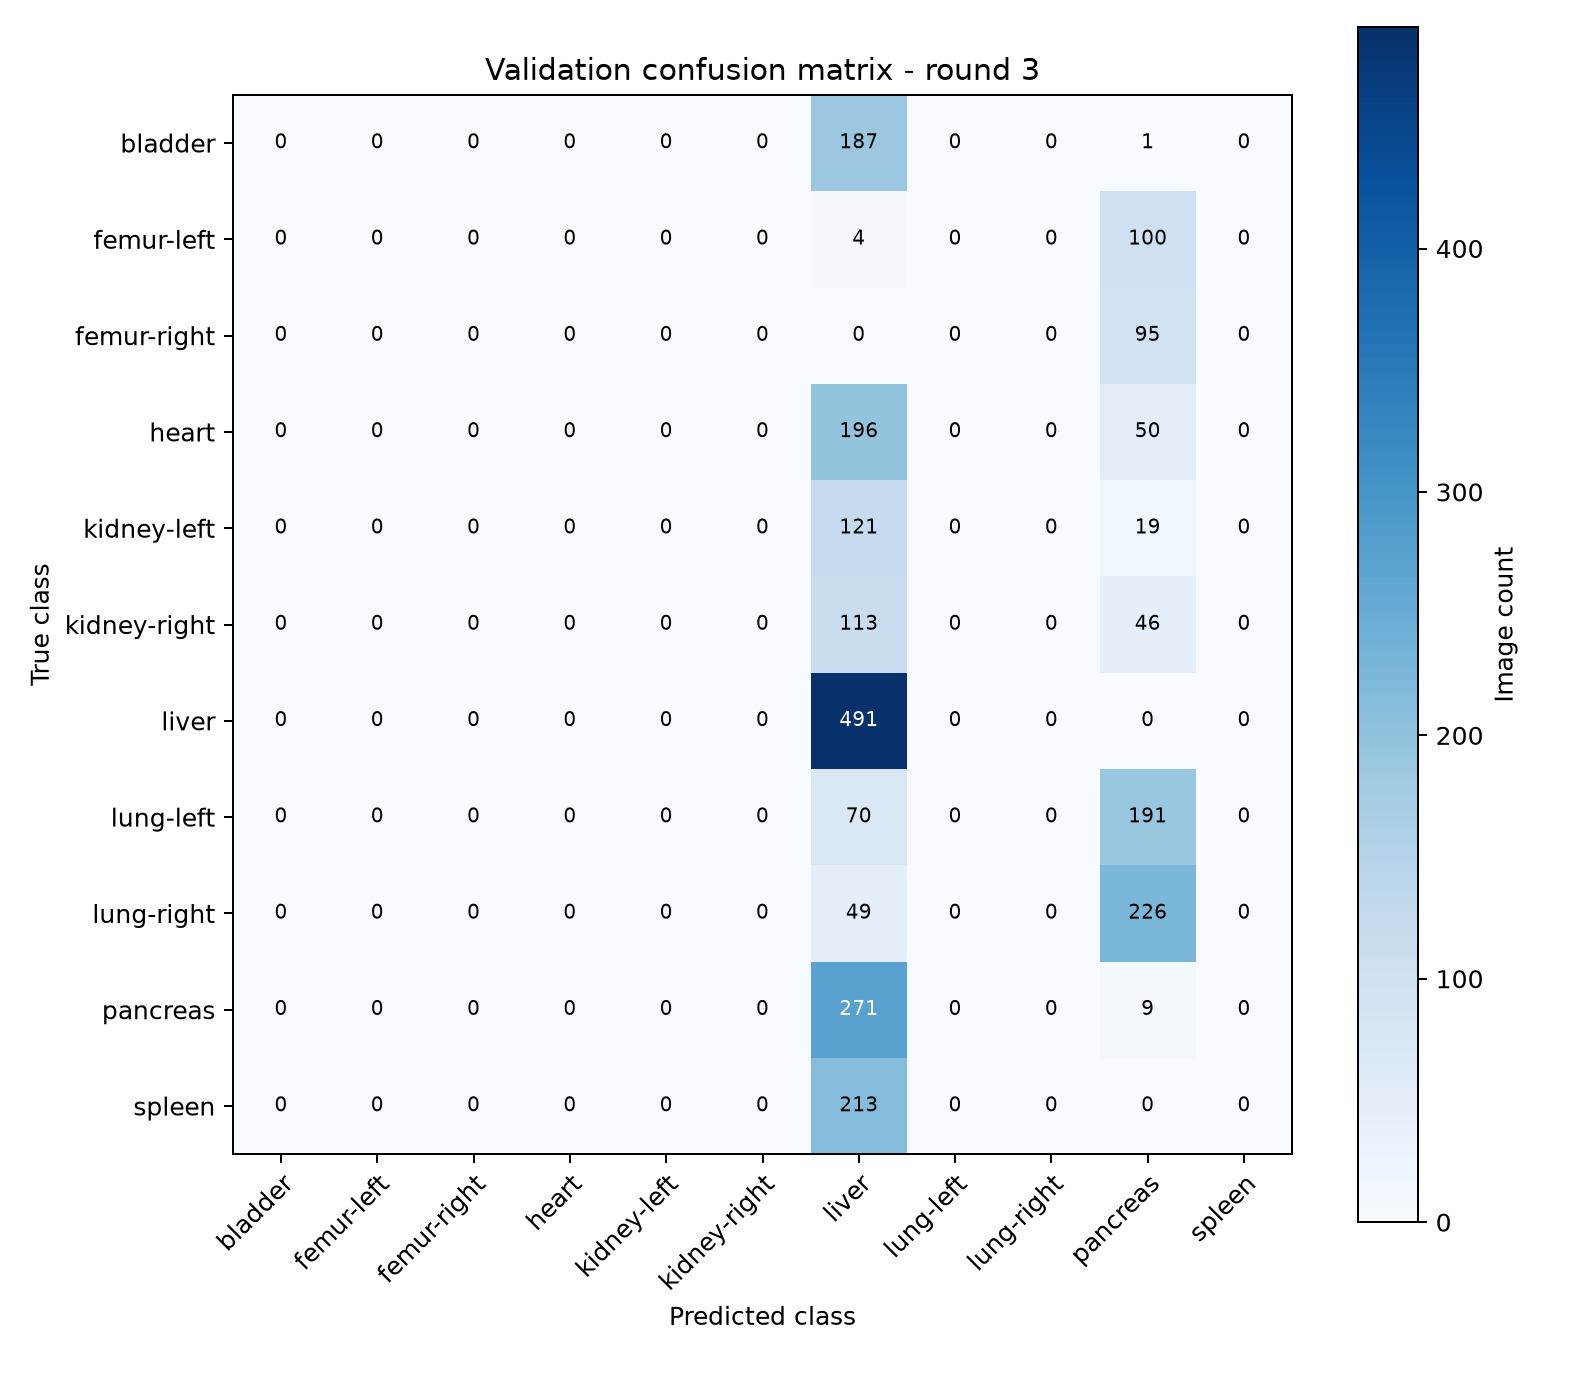 Validation confusion matrix - round 3
bladder 0 0 0 0 0 0 187 0 0 1 0
femur-left 0 0 0 0 0 0 4 0 0 100 0
femur-right 0 0 0 0 0 0 0 0 0 95 0
heart 0 0 0 0 0 0 196 0 0 50 0
kidney-left 0 0 0 0 0 0 121 0 0 19 0
kidney-right 0 0 0 0 0 0 113 0 0 46 0
liver 0 0 0 0 0 0 491 0 0 0 0
lung-left 0 0 0 0 0 0 70 0 0 191 0
lung-right 0 0 0 0 0 0 49 0 0 226 0
pancreas 0 0 0 0 0 0 271 0 0 9 0
spleen 0 0 0 0 0 0 213 0 0 0 0
True class
bladder femur-left femur-right heart kidney-left kidney-right liver lung-left lung-right pancreas spleen
Predicted class
400
300
200
100
0
Image count